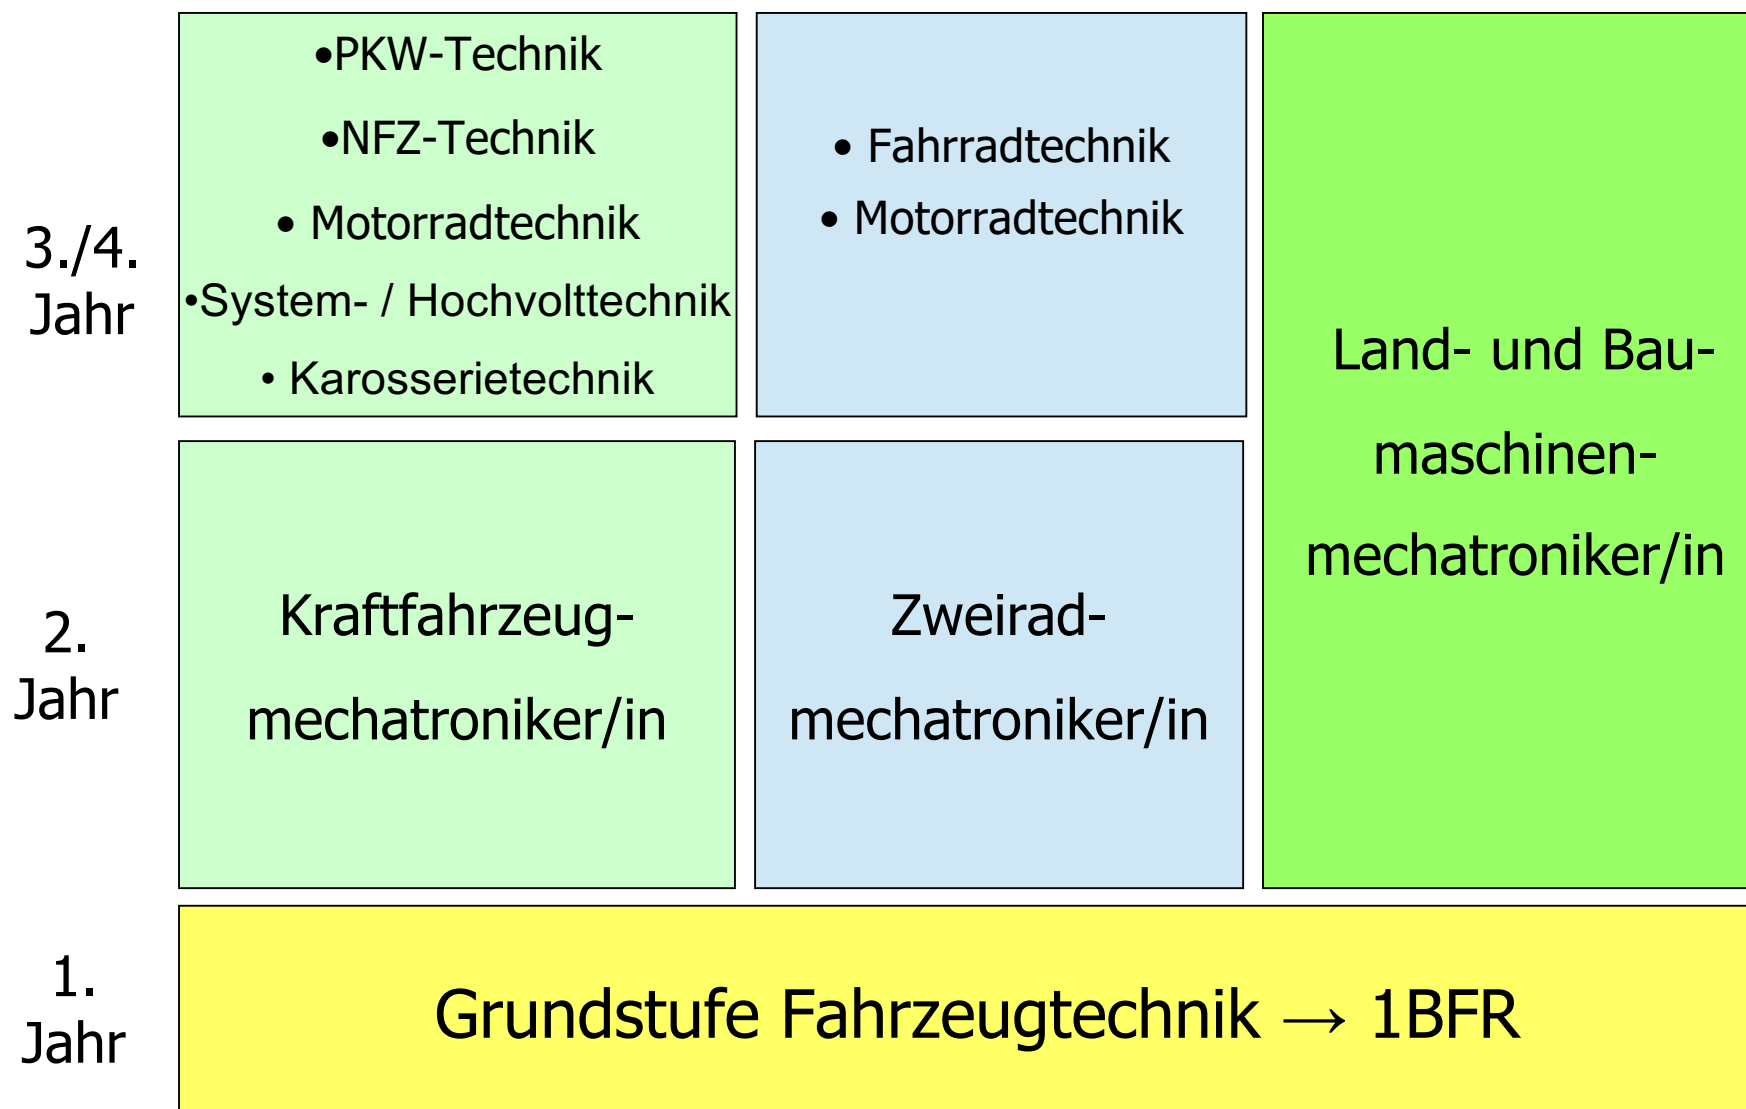 3./4.
Jahr
•PKW-Technik
•NFZ-Technik
• Motorradtechnik
•System- / Hochvolttechnik
• Karosserietechnik
• Fahrradtechnik
• Motorradtechnik
Land- und Bau-
maschinen-
mechatroniker/in
2.
Jahr
Kraftfahrzeug-
mechatroniker/in
Zweirad-
mechatroniker/in
1.
Jahr
Grundstufe Fahrzeugtechnik → 1BFR